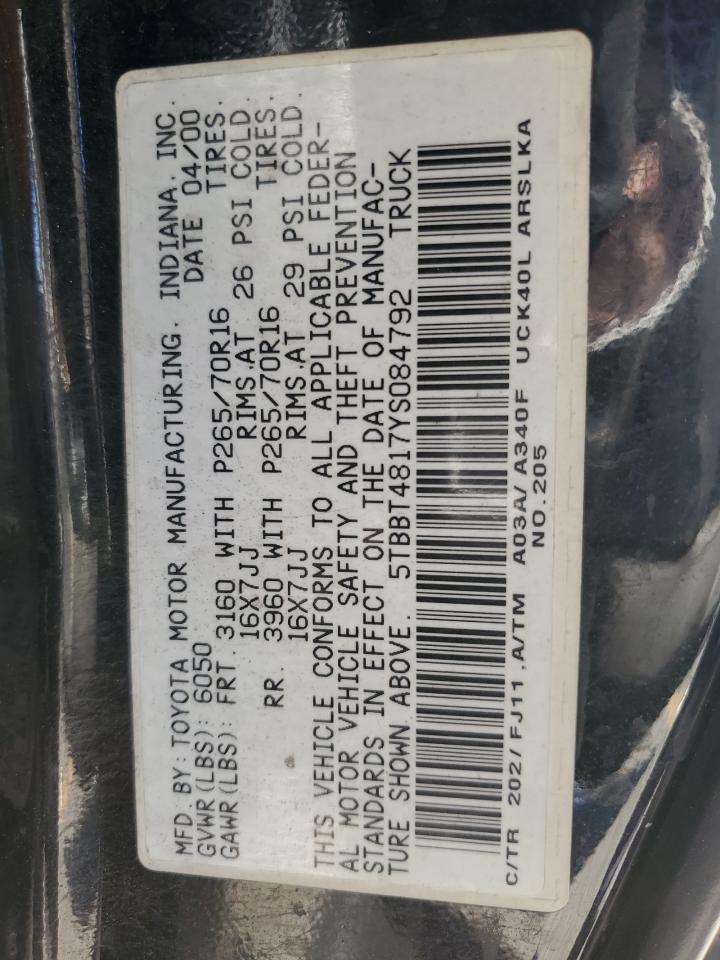 MFD. BY: TOYOTA MOTOR MANUFACTURING. INDIANA. INC.
GVWR(LBS): 6050 DATE 04/00
GAWR(LBS): FRT. 3160 WITH P265/70R16 TIRES.
16X7JJ RIMS.AT 26 PSI COLD.
RR. 3960 WITH P265/70R16 TIRES.
16X7JJ RIMS.AT 29 PSI COLD.
THIS VEHICLE CONFORMS TO ALL APPLICABLE FEDER-
AL MOTOR VEHICLE SAFETY AND THEFT PREVENTION
STANDARDS IN EFFECT ON THE DATE OF MANUFAC-
TURE SHOWN ABOVE. 5TBBT4817YS084792 TRUCK
C/TR 202/FJ11 .A/TM A03A/A340F UCK40L ARSLKA
NO.205